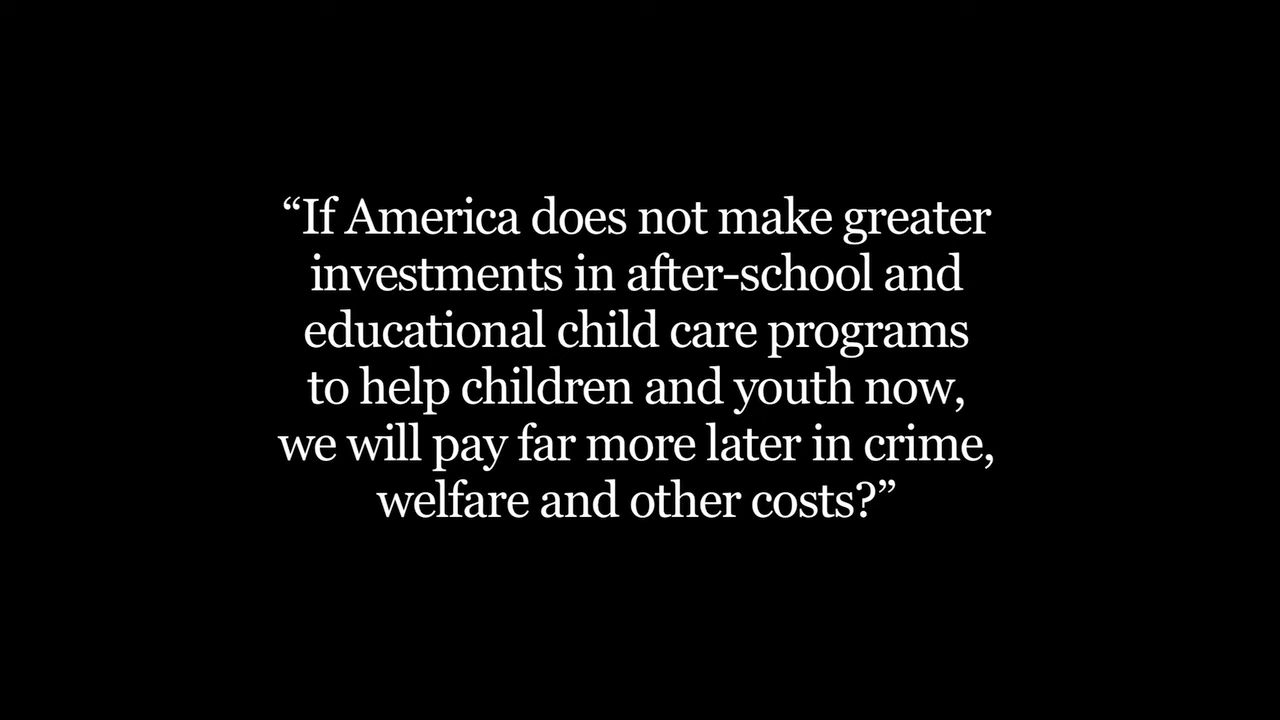 “If America does not make greater
investments in after-school and
educational child care programs
to help children and youth now,
we will pay far more later in crime,
welfare and other costs?”